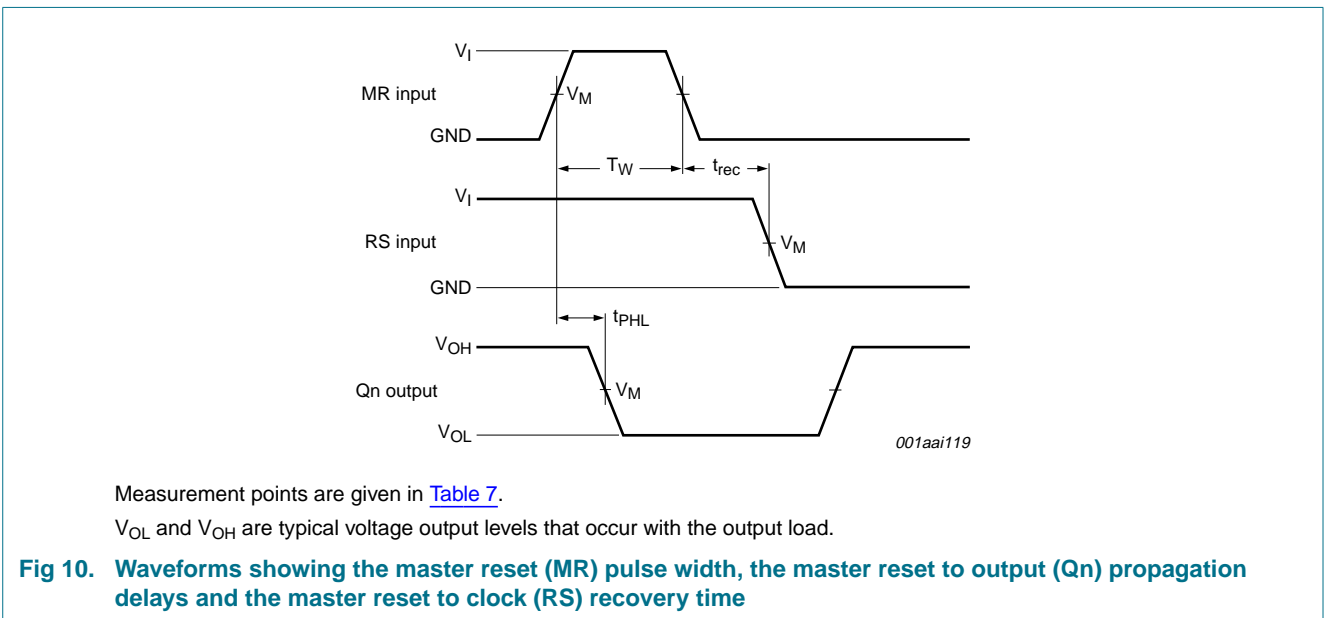 V_I
MR input
V_M
GND
T_W
t_rec
V_I
RS input
V_M
GND
t_PHL
V_OH
Qn output
V_M
V_OL
001aai119
Measurement points are given in Table 7.
V_OL and V_OH are typical voltage output levels that occur with the output load.
Fig 10. Waveforms showing the master reset (MR) pulse width, the master reset to output (Qn) propagation
delays and the master reset to clock (RS) recovery time